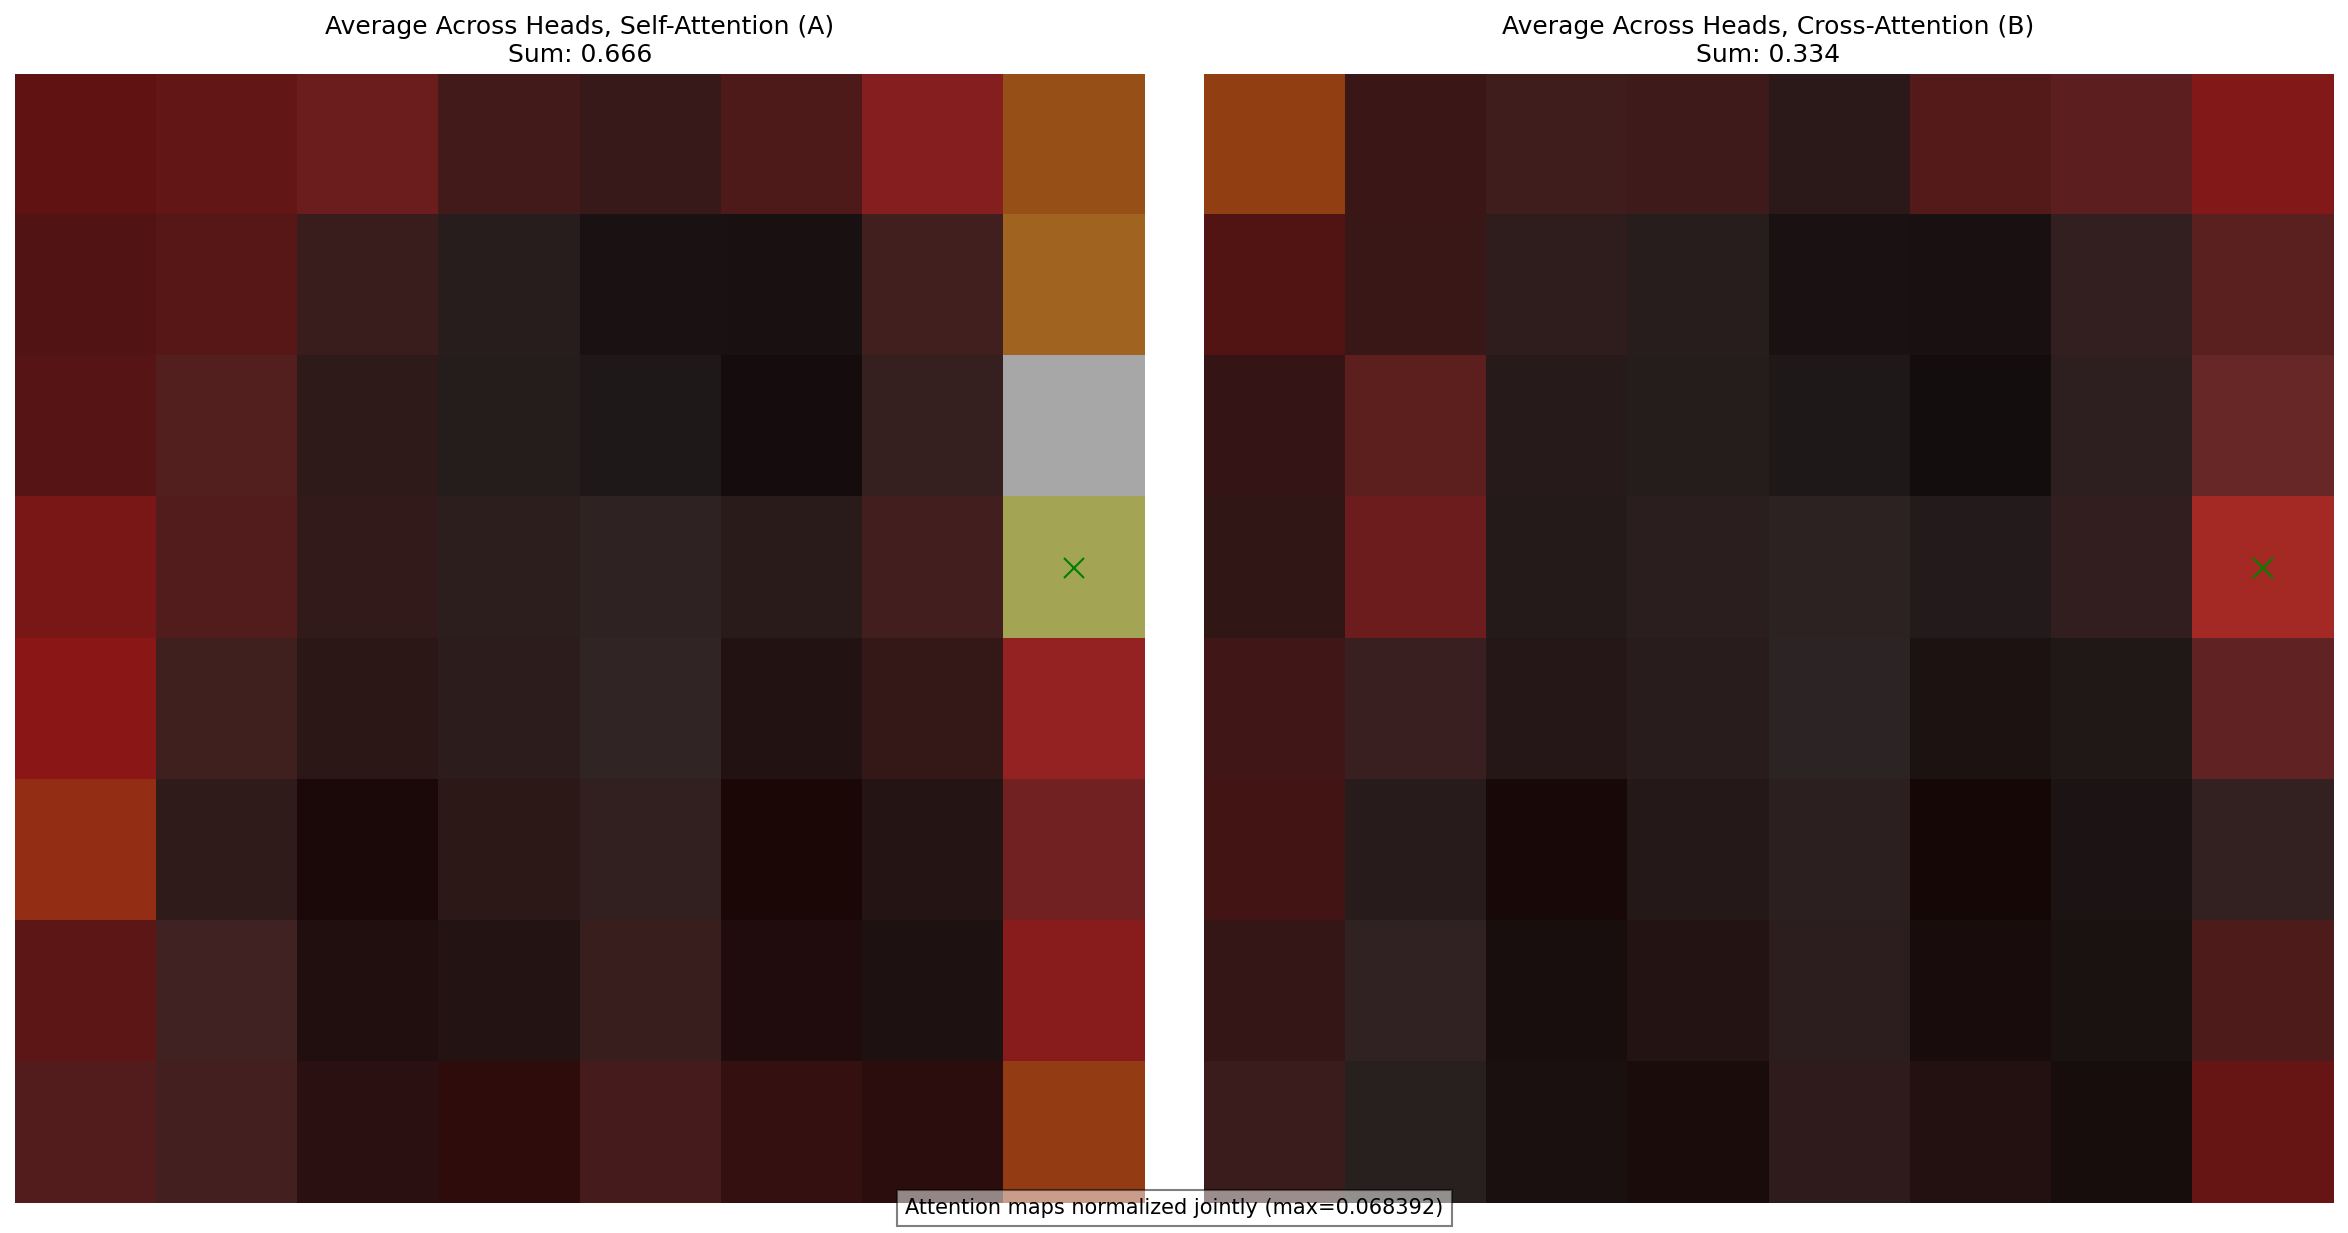 Average Across Heads, Self-Attention (A)
Sum: 0.666
Average Across Heads, Cross-Attention (B)
Sum: 0.334
Attention maps normalized jointly (max=0.068392)